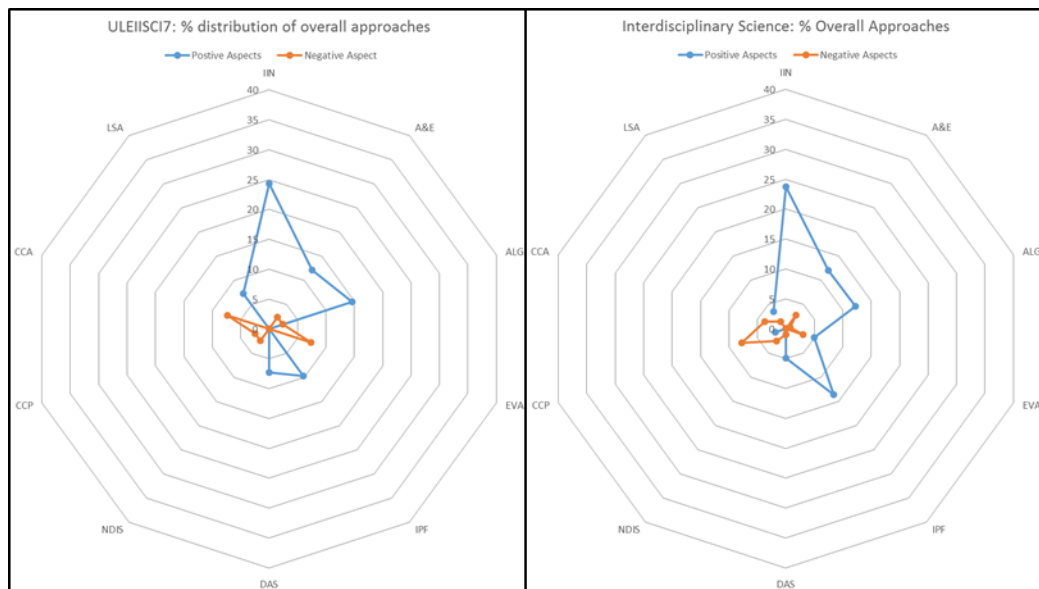 ULEIISCI7: % distribution of overall approaches
Postive Aspects Negative Aspect
IIN
40
LSA A&E
35
30
25
20
CCA ALG
15
10
5
0
CCP EVA
NDIS IPF
DAS
Interdisciplinary Science: % Overall Approaches
Positive Aspects Negative Aspects
IIN
40
LSA A&E
35
30
25
20
CCA ALG
15
10
5
0
CCP EVA
NDIS IPF
DAS